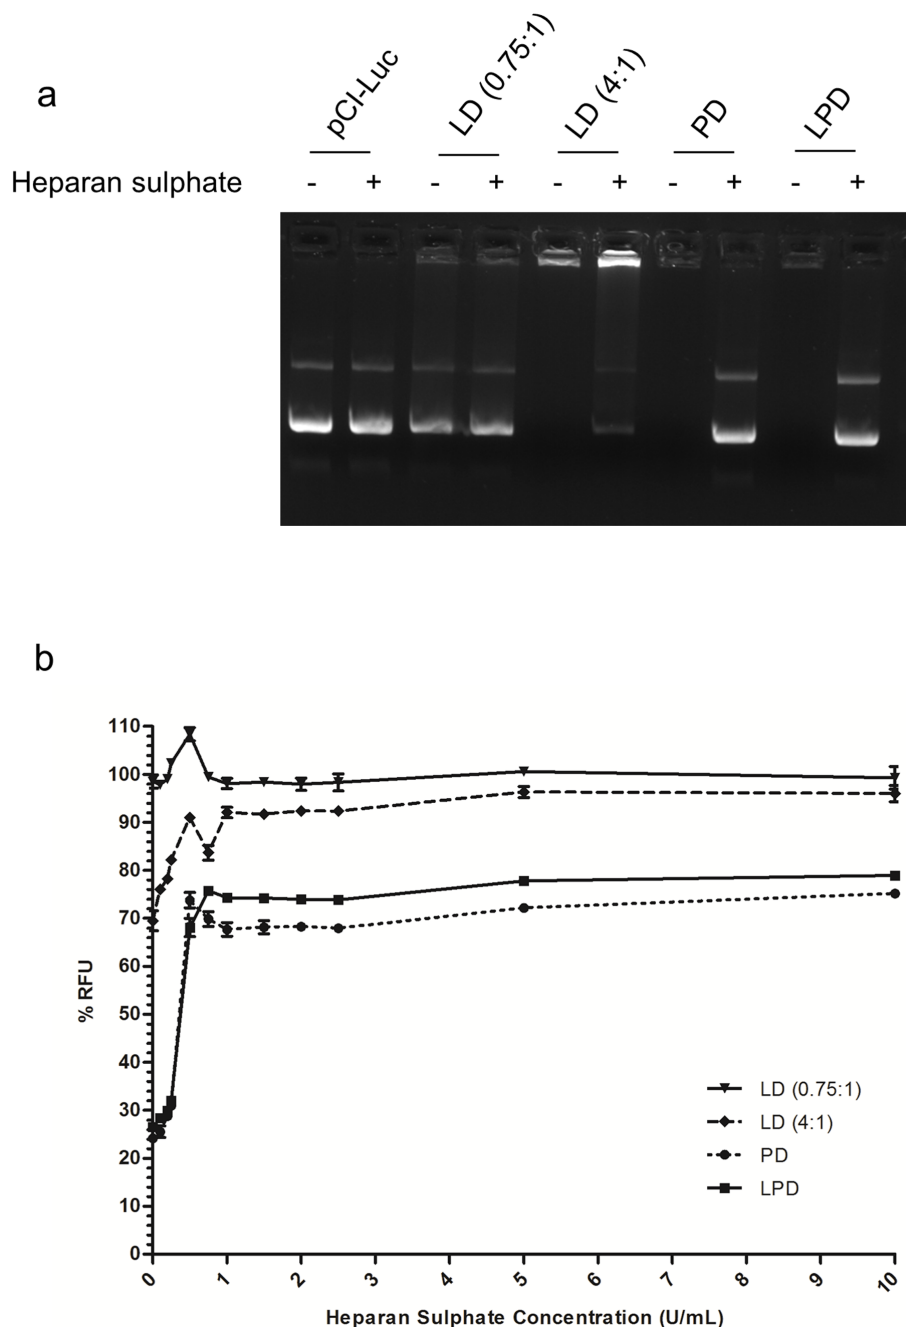 a
pCI-Luc
LD (0.75:1)
LD (4:1)
PD
LPD
Heparan sulphate - + - + - + - + - +
b
110
100
90
80
70
60
50
40
30
20
10
0
% RFU
LD (0.75:1)
LD (4:1)
PD
LPD
0 1 2 3 4 5 6 7 8 9 10
Heparan Sulphate Concentration (U/mL)